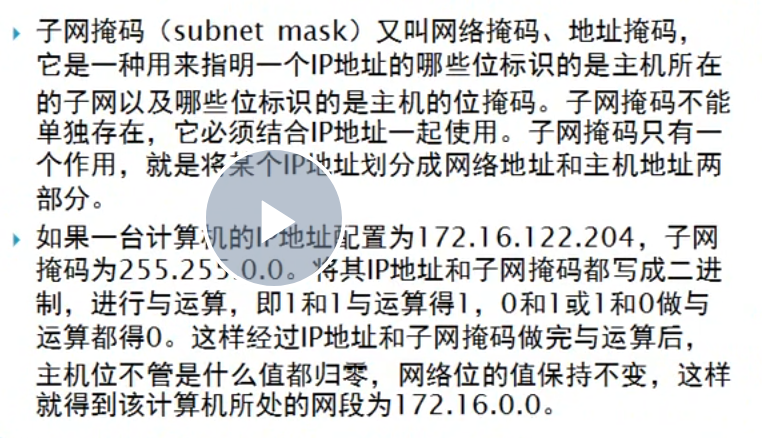 子网掩码（subnet mask）又叫网络掩码、地址掩码，
它是一种用来指明一个IP地址的哪些位标识的是主机所在
的子网以及哪些位标识的是主机的位掩码。子网掩码不能
单独存在，它必须结合IP地址一起使用。子网掩码只有一
个作用，就是将某个IP地址划分成网络地址和主机地址两
部分。
如果一台计算机的IP地址配置为172.16.122.204，子网
掩码为255.255.0.0。将其IP地址和子网掩码都写成二进
制，进行与运算，即1和1与运算得1，0和1或1和0做与
运算都得0。这样经过IP地址和子网掩码做完与运算后，
主机位不管是什么值都归零，网络位的值保持不变，这样
就得到该计算机所处的网段为172.16.0.0。